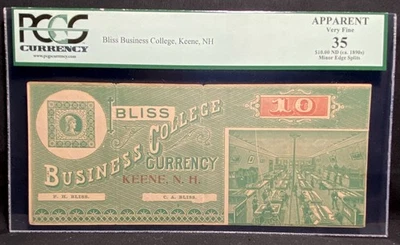 PCGS
CURRENCY
www.pcgscurrency.com
Bliss Business College, Keene, NH
APPARENT
Very Fine
35
$10.00 ND (ca. 1890s)
Minor Edge Splits
BLISS
BUSINESS COLLEGE
CURRENCY
KEENE, N. H.
F. H. BLISS.
C. A. BLISS.
10